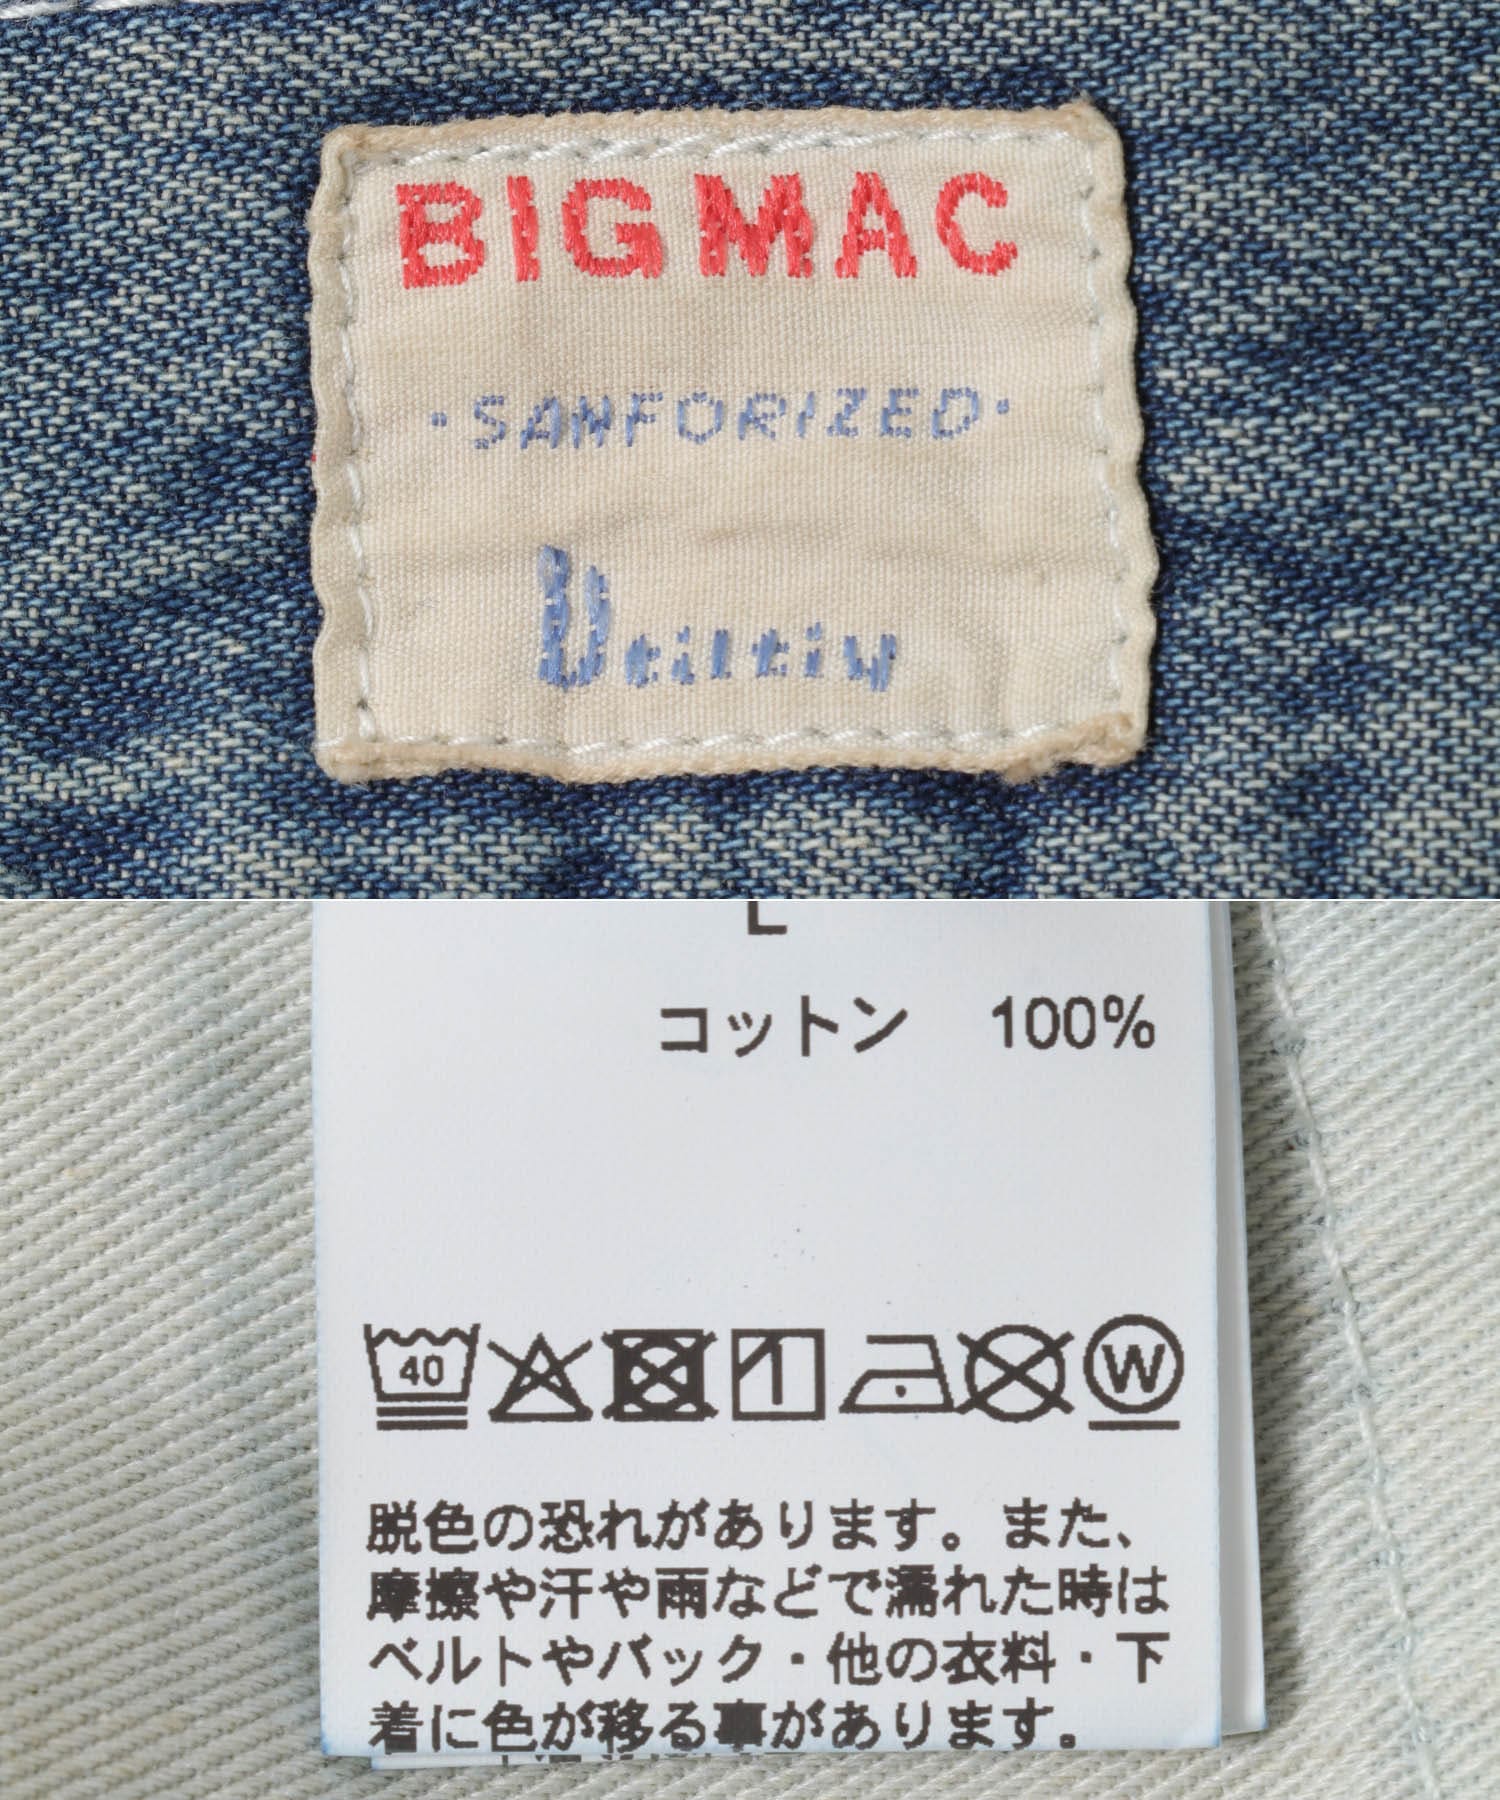 BIG MAC
·SANFORIZED·
Utiltiy
L
コットン 100%
40
W
脱色の恐れがあります。また、
摩擦や汗や雨などで濡れた時は
ベルトやバック・他の衣料・下
着に色が移る事があります。